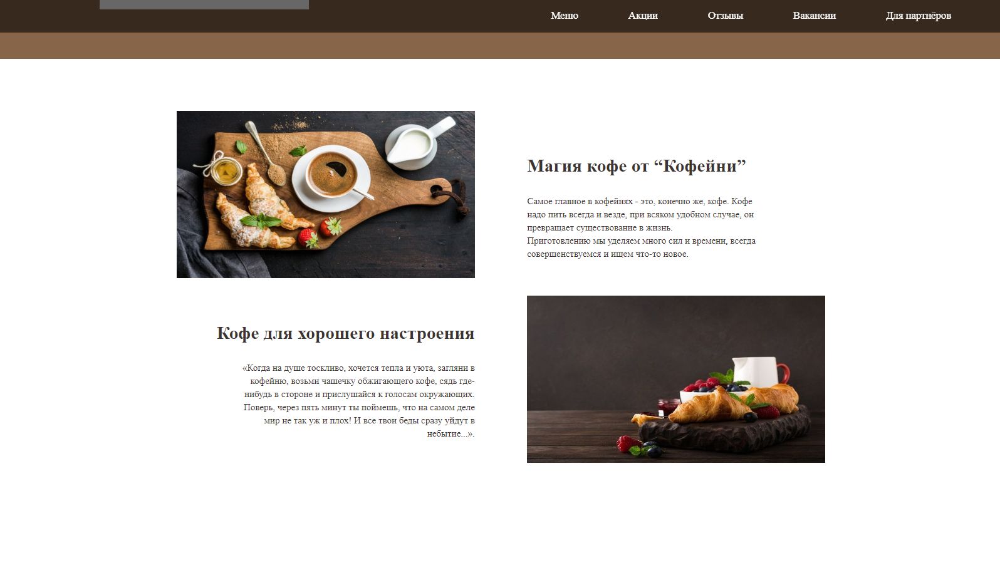 Меню Акции Отзывы Вакансии Для партнёров
Магия кофе от “Кофейни”
Самое главное в кофейнях - это, конечно же, кофе. Кофе
надо пить всегда и везде, при всяком удобном случае, он
превращает существование в жизнь.
Приготовлению мы уделяем много сил и времени, всегда
совершенствуемся и ищем что-то новое.
Кофе для хорошего настроения
«Когда на душе тоскливо, хочется тепла и уюта, загляни в
кофейню, возьми чашечку обжигающего кофе, сядь где-
нибудь в стороне и прислушайся к голосам окружающих.
Поверь, через пять минут ты поймешь, что на самом деле
мир не так уж и плох! И все твои беды сразу уйдут в
небытие...».